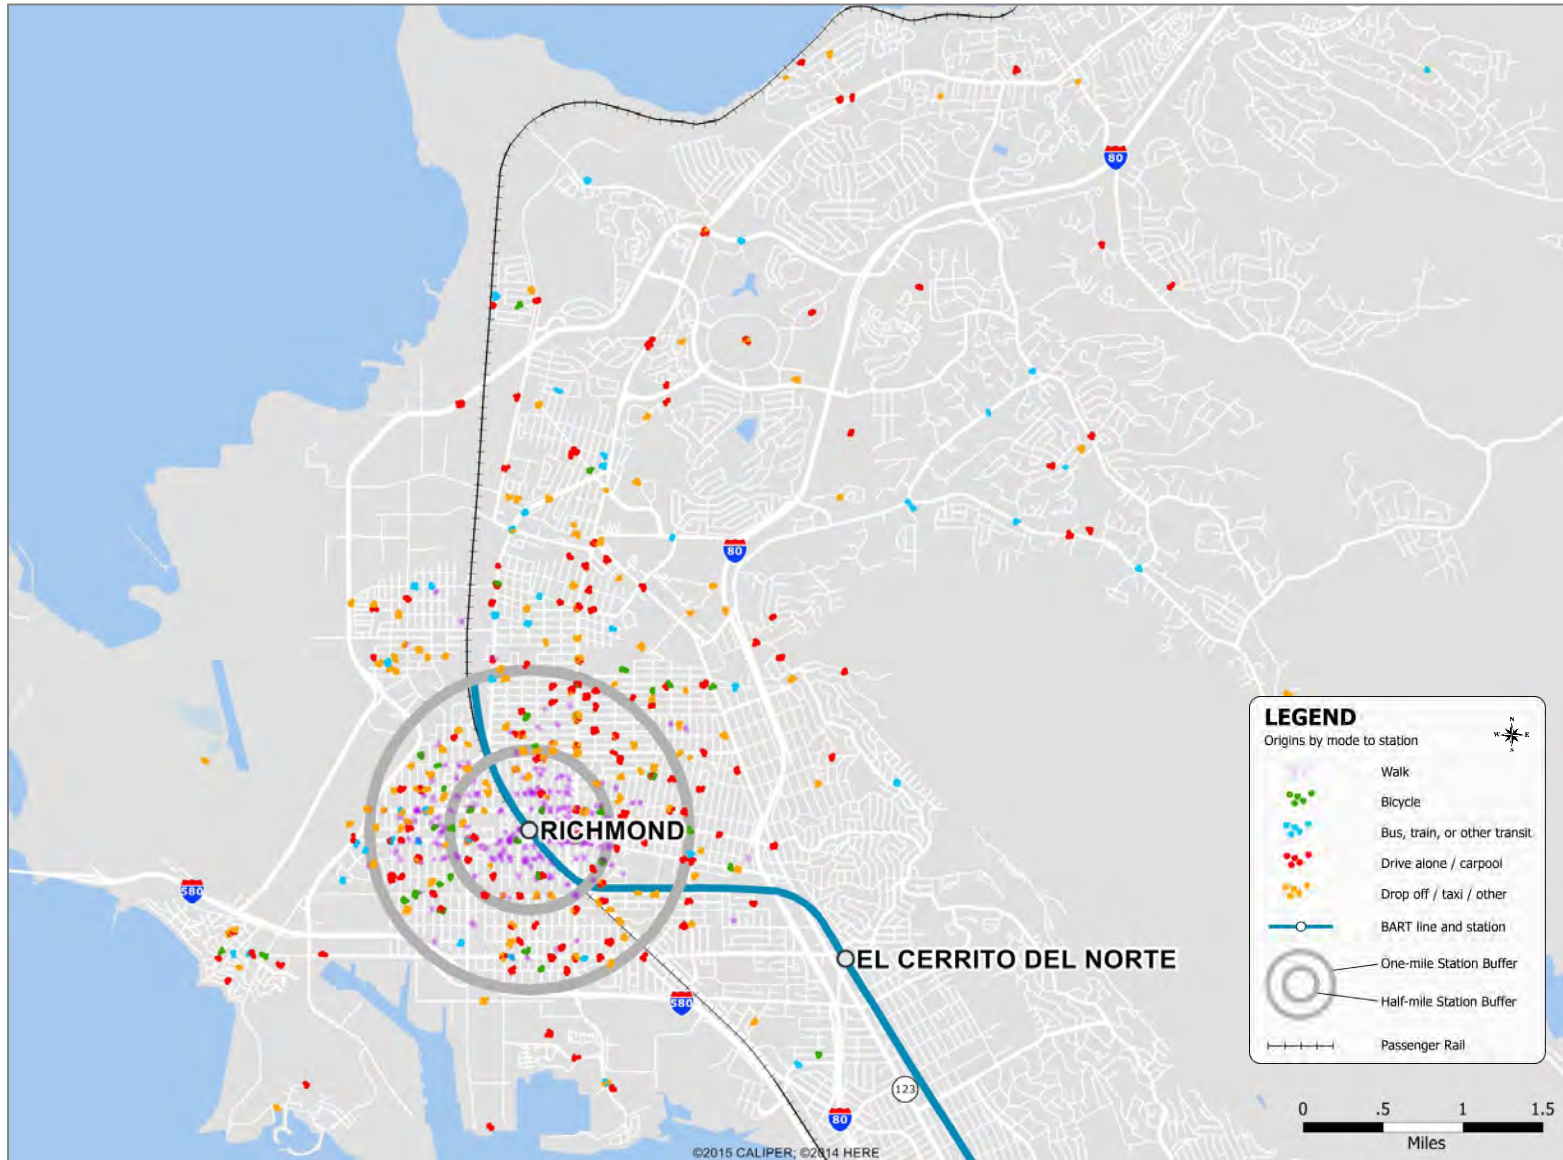 80
80
RICHMOND
580
EL CERRITO DEL NORTE
580
123
80
©2015 CALIPER; ©2014 HERE
LEGEND
Origins by mode to station
N
W E
S
Walk
Bicycle
Bus, train, or other transit
Drive alone / carpool
Drop off / taxi / other
BART line and station
One-mile Station Buffer
Half-mile Station Buffer
Passenger Rail
0 .5 1 1.5
Miles